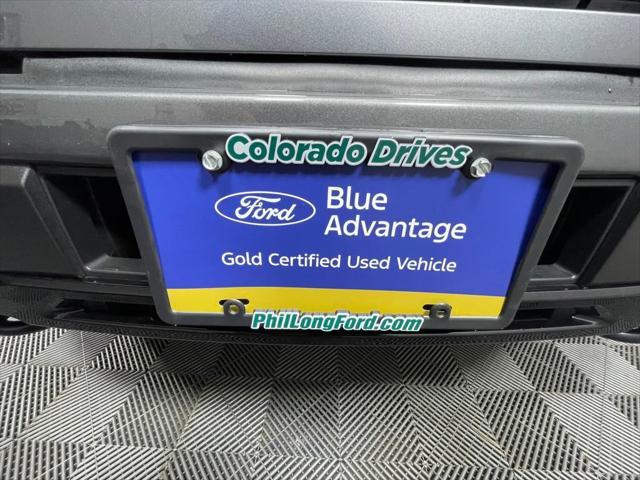 Colorado Drives
Ford
Blue
Advantage
Gold Certified Used Vehicle
PhilLongFord.com